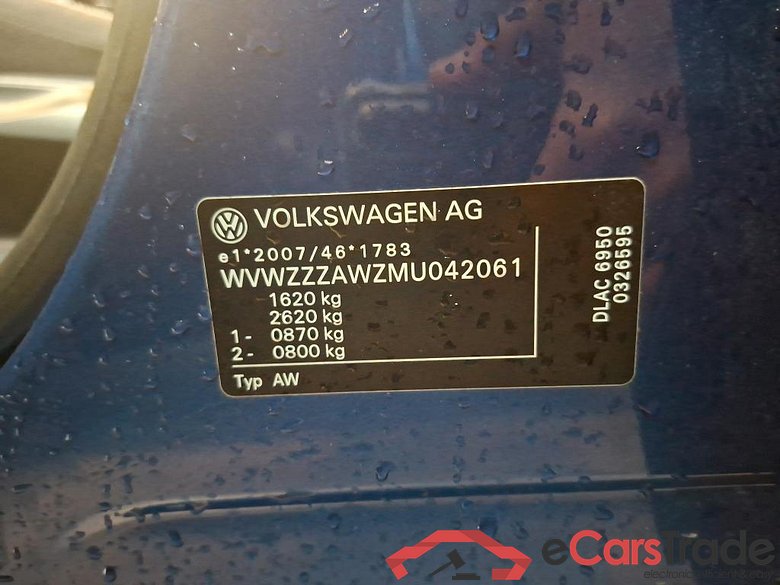 VOLKSWAGEN AG
e1*2007/46*1783
WVWZZZAWZMU042061
1620 kg
2620 kg
1- 0870 kg
2- 0800 kg
Typ AW
DLAC 6950
0326595
eCarsTrade